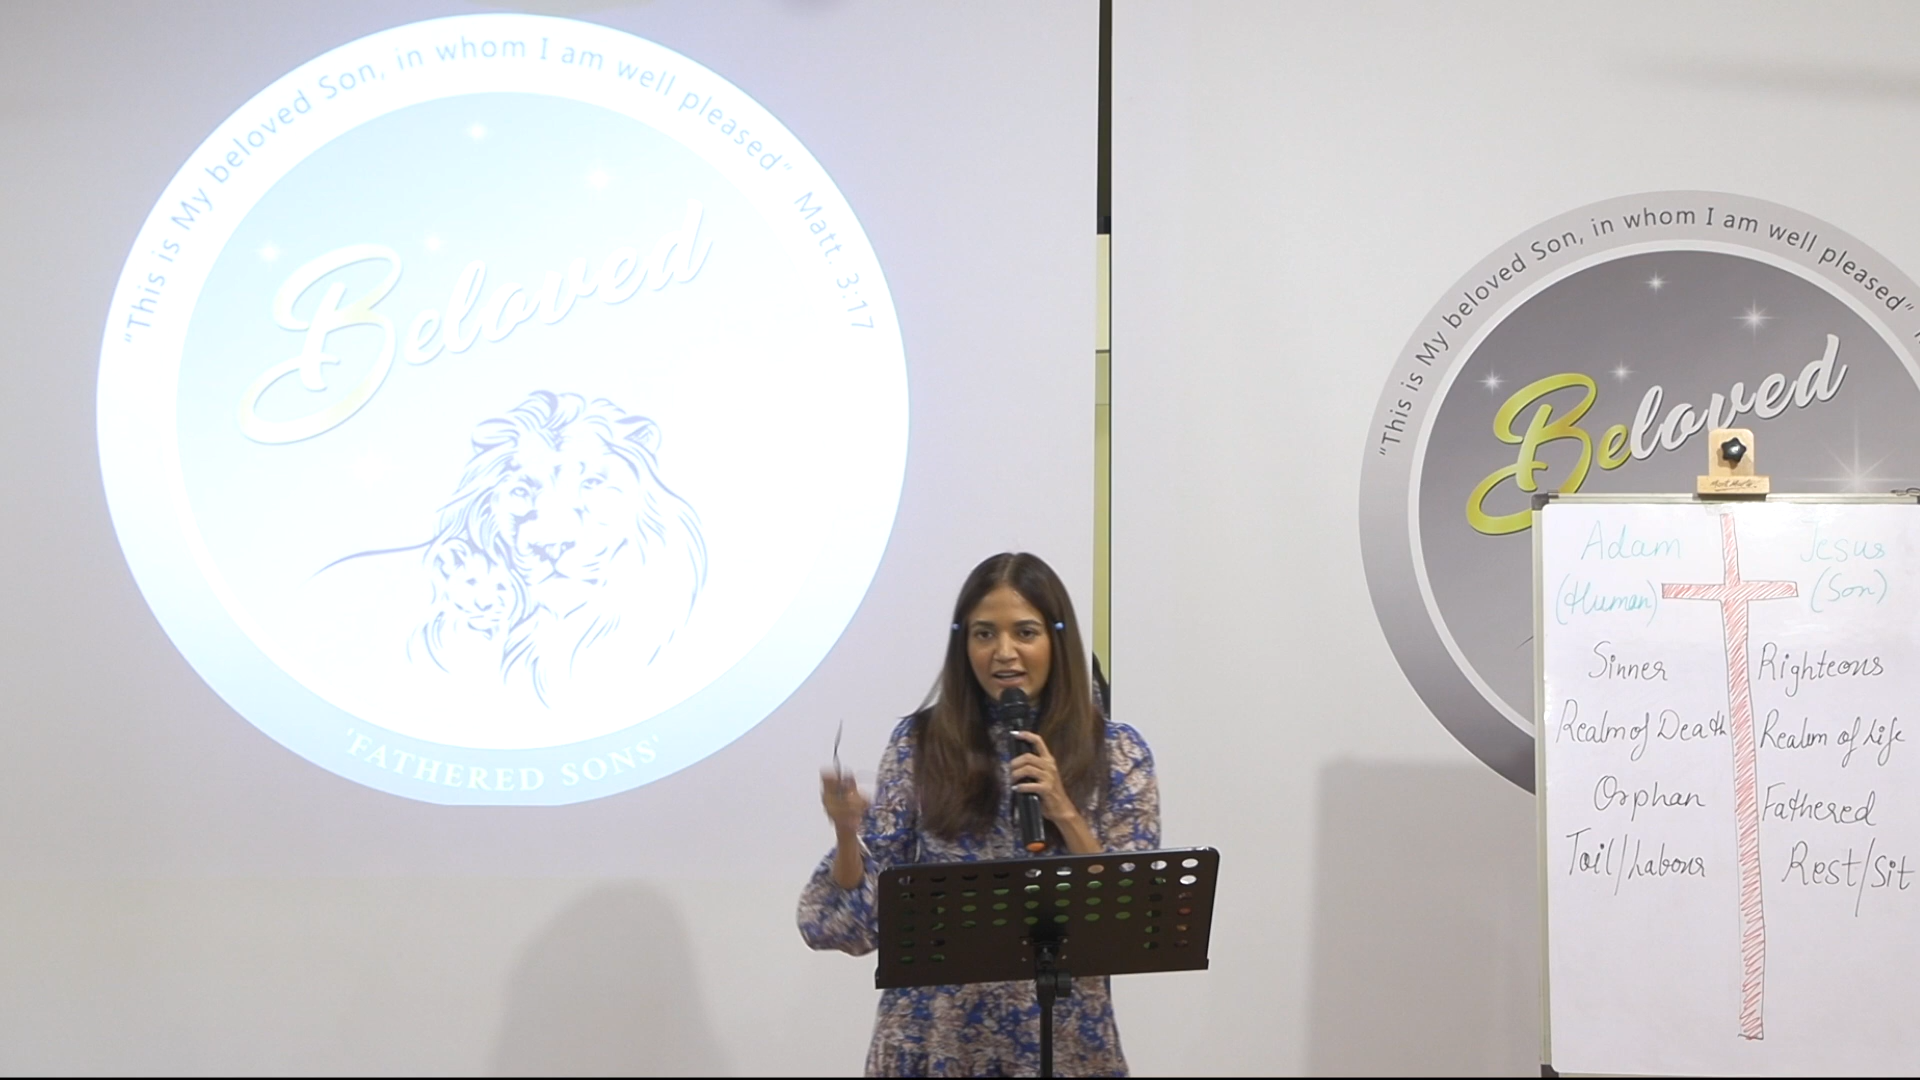 "This is My beloved Son, in whom I am well pleased" Matt. 3:17
Beloved
'FATHERED SONS'
"This is My beloved Son, in whom I am well pleased"
Beloved
Adam
Jesus
(Human)
(Son)
Sinner
Righteous
Realm of Death
Realm of Life
Orphan
Fathered
Toil/Labour
Rest/Sit